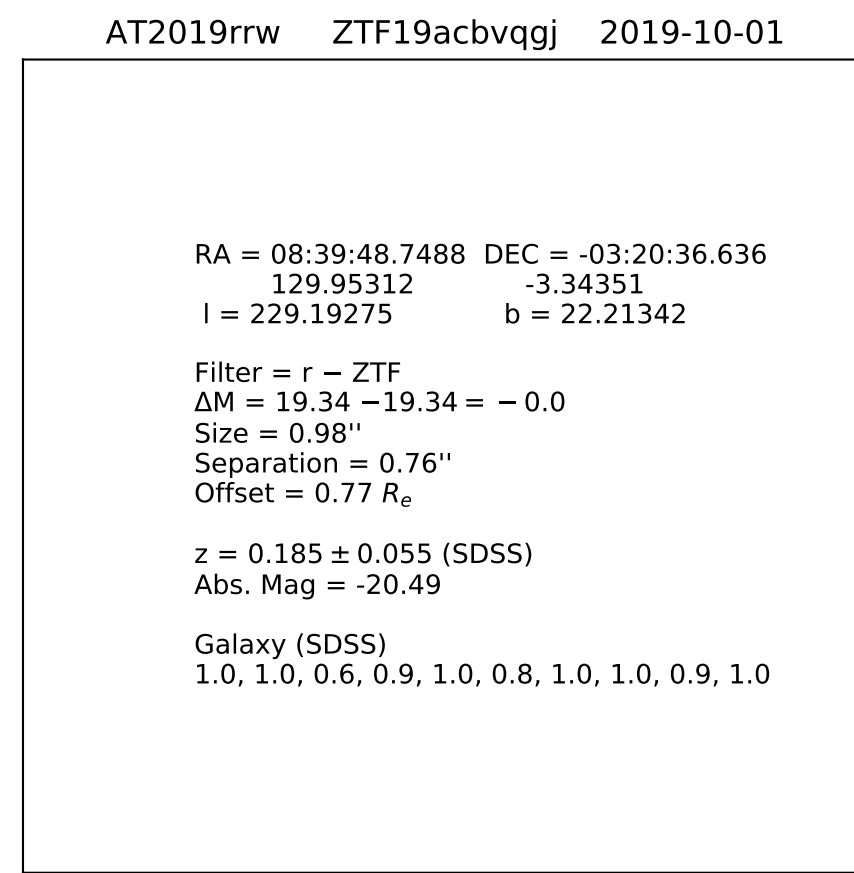 AT2019rrw ZTF19acbvqgj 2019-10-01
RA = 08:39:48.7488 DEC = -03:20:36.636
129.95312 -3.34351
l = 229.19275 b = 22.21342
Filter = r − ZTF
ΔM = 19.34 −19.34 = −0.0
Size = 0.98''
Separation = 0.76''
Offset = 0.77 Rₑ
z = 0.185 ± 0.055 (SDSS)
Abs. Mag = -20.49
Galaxy (SDSS)
1.0, 1.0, 0.6, 0.9, 1.0, 0.8, 1.0, 1.0, 0.9, 1.0